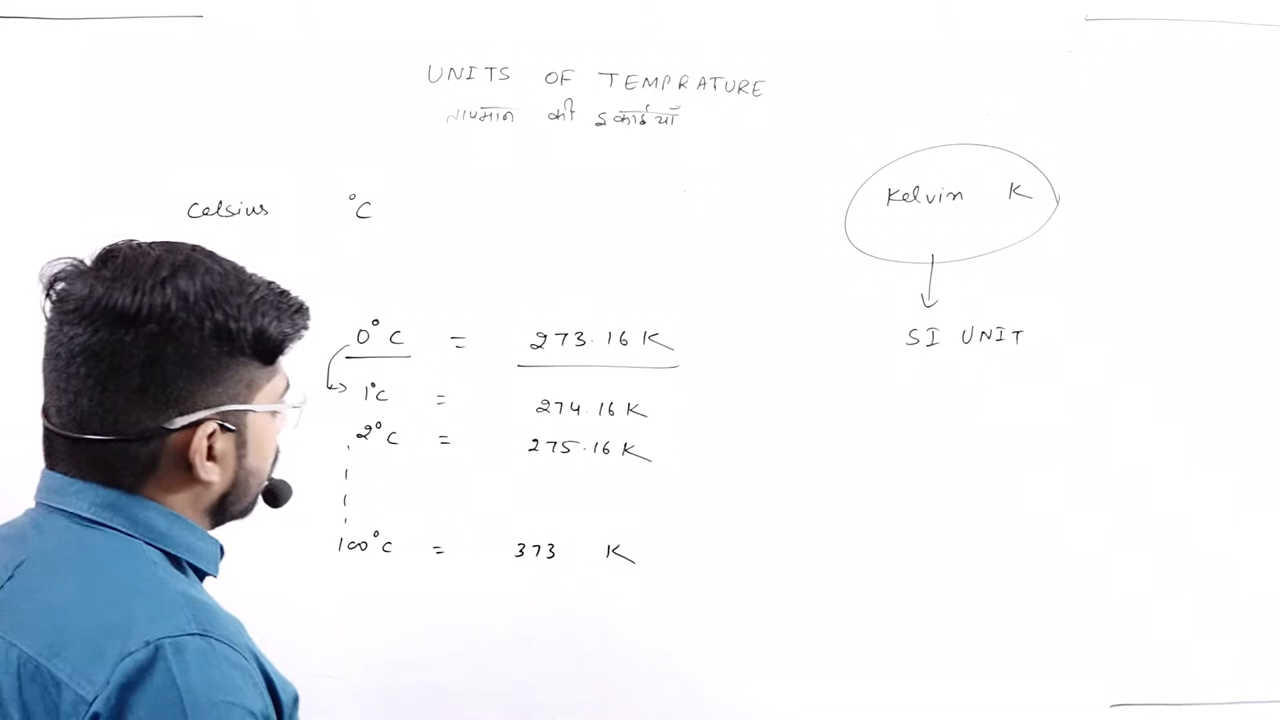 UNITS OF TEMPRATURE
तापमान की इकाईयाँ
Celsius °C
Kelvin K
SI UNIT
0°C = 273.16 K
1°C = 274.16 K
2°C = 275.16 K
100°C = 373 K